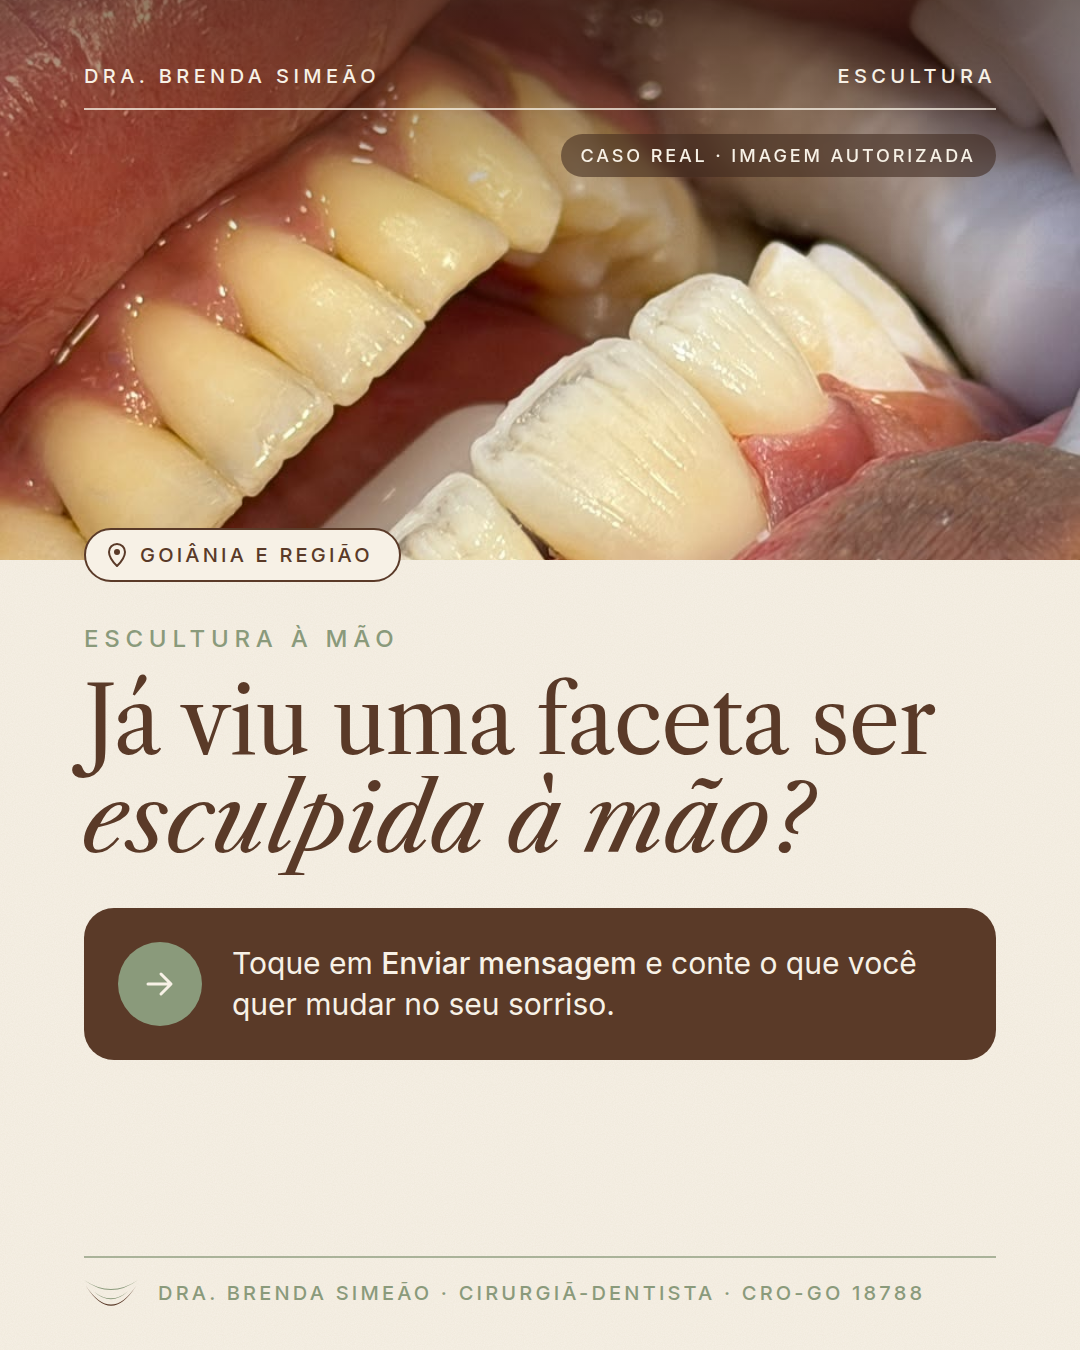 DRA. BRENDA SIMEÃO
ESCULTURA
CASO REAL · IMAGEM AUTORIZADA
GOIÂNIA E REGIÃO
ESCULTURA À MÃO
Já viu uma faceta ser
esculpida à mão?
Toque em Enviar mensagem e conte o que você
quer mudar no seu sorriso.
DRA. BRENDA SIMEÃO · CIRURGIÃ-DENTISTA · CRO-GO 18788